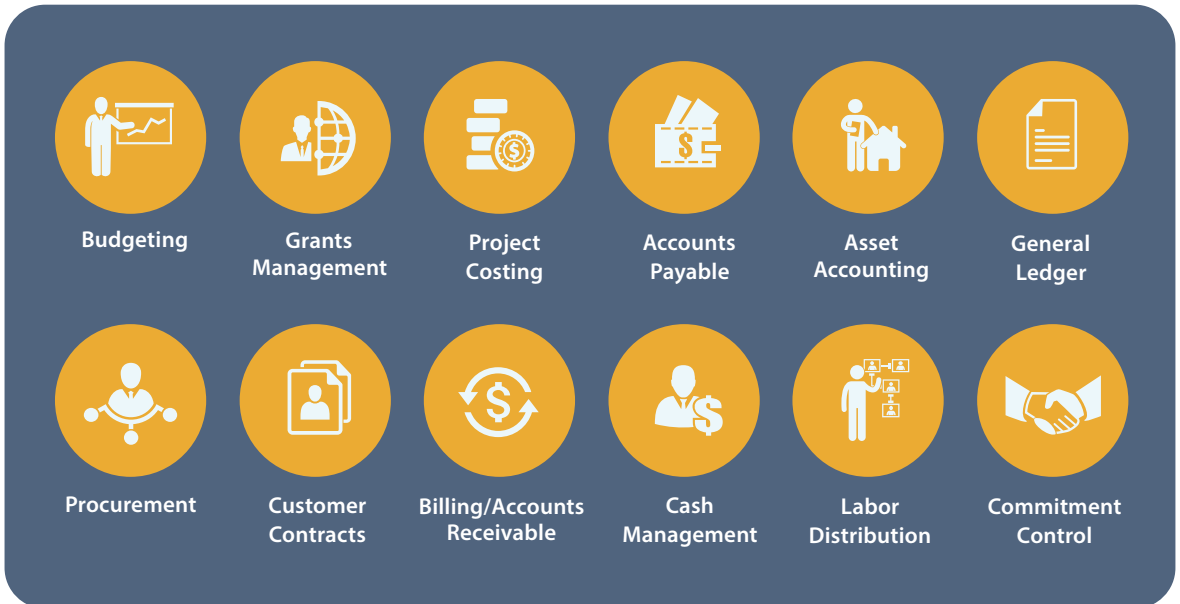 Budgeting
Grants
Management
Project
Costing
Accounts
Payable
Asset
Accounting
General
Ledger
Procurement
Customer
Contracts
Billing/Accounts
Receivable
Cash
Management
Labor
Distribution
Commitment
Control